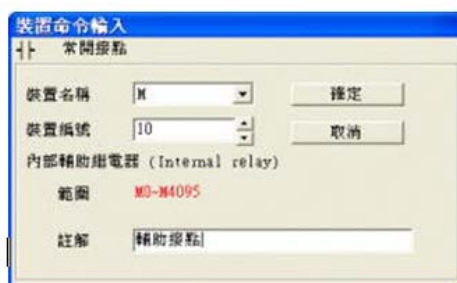 裝置命令輸入
常開接點
裝置名稱 M 確定
裝置編號 10 取消
內部輔助繼電器 (Internal relay)
範圍 M0~M4095
註解 輔助接點